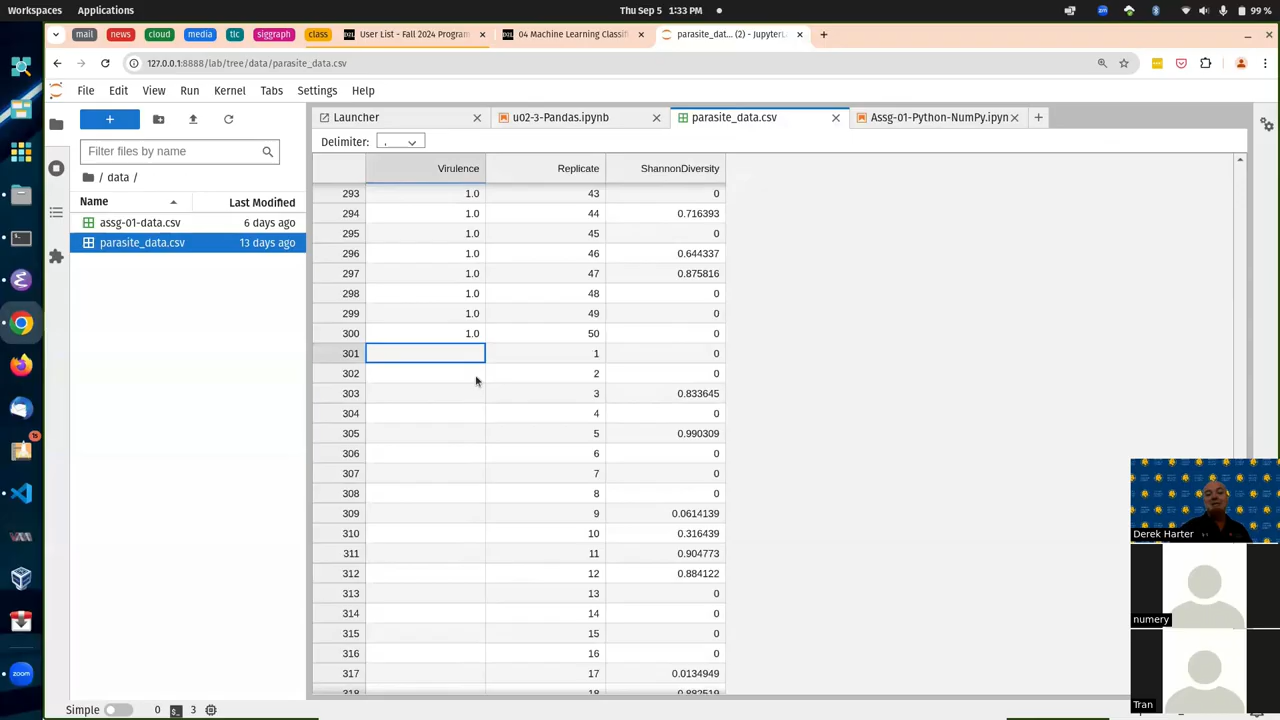 Workspaces Applications Thu Sep 5 1:33 PM 99 %
mail news cloud media tlc siggraph class User List - Fall 2024 Program 04 Machine Learning Classifi parasite_dat... (2) - JupyterL
127.0.0.1:8888/lab/tree/data/parasite_data.csv
File Edit View Run Kernel Tabs Settings Help
+ Launcher u02-3-Pandas.ipynb parasite_data.csv Assg-01-Python-NumPy.ipyn
Filter files by name Delimiter: ,
/ data /
Name Last Modified
assg-01-data.csv 6 days ago
parasite_data.csv 13 days ago
Virulence Replicate ShannonDiversity
293 1.0 43 0
294 1.0 44 0.716393
295 1.0 45 0
296 1.0 46 0.644337
297 1.0 47 0.875816
298 1.0 48 0
299 1.0 49 0
300 1.0 50 0
301 1 0
302 2 0
303 3 0.833645
304 4 0
305 5 0.990309
306 6 0
307 7 0
308 8 0
309 9 0.0614139
310 10 0.316439
311 11 0.904773
312 12 0.884122
313 13 0
314 14 0
315 15 0
316 16 0
317 17 0.0134949
318 18 0.882519
Derek Harter
numery
Tran
zoom
Simple 0 3